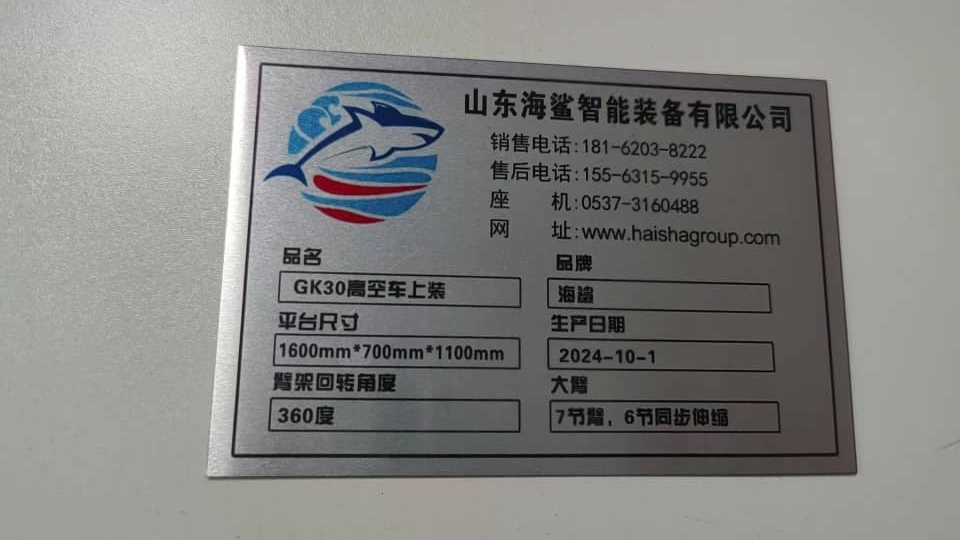 山东海鲨智能装备有限公司
销售电话:181-6203-8222
售后电话:155-6315-9955
座 机:0537-3160488
网 址:www.haishagroup.com
品名 品牌
GK30高空车上装 海鲨
平台尺寸 生产日期
1600mm*700mm*1100mm 2024-10-1
臂架回转角度 大臂
360度 7节臂，6节同步伸缩